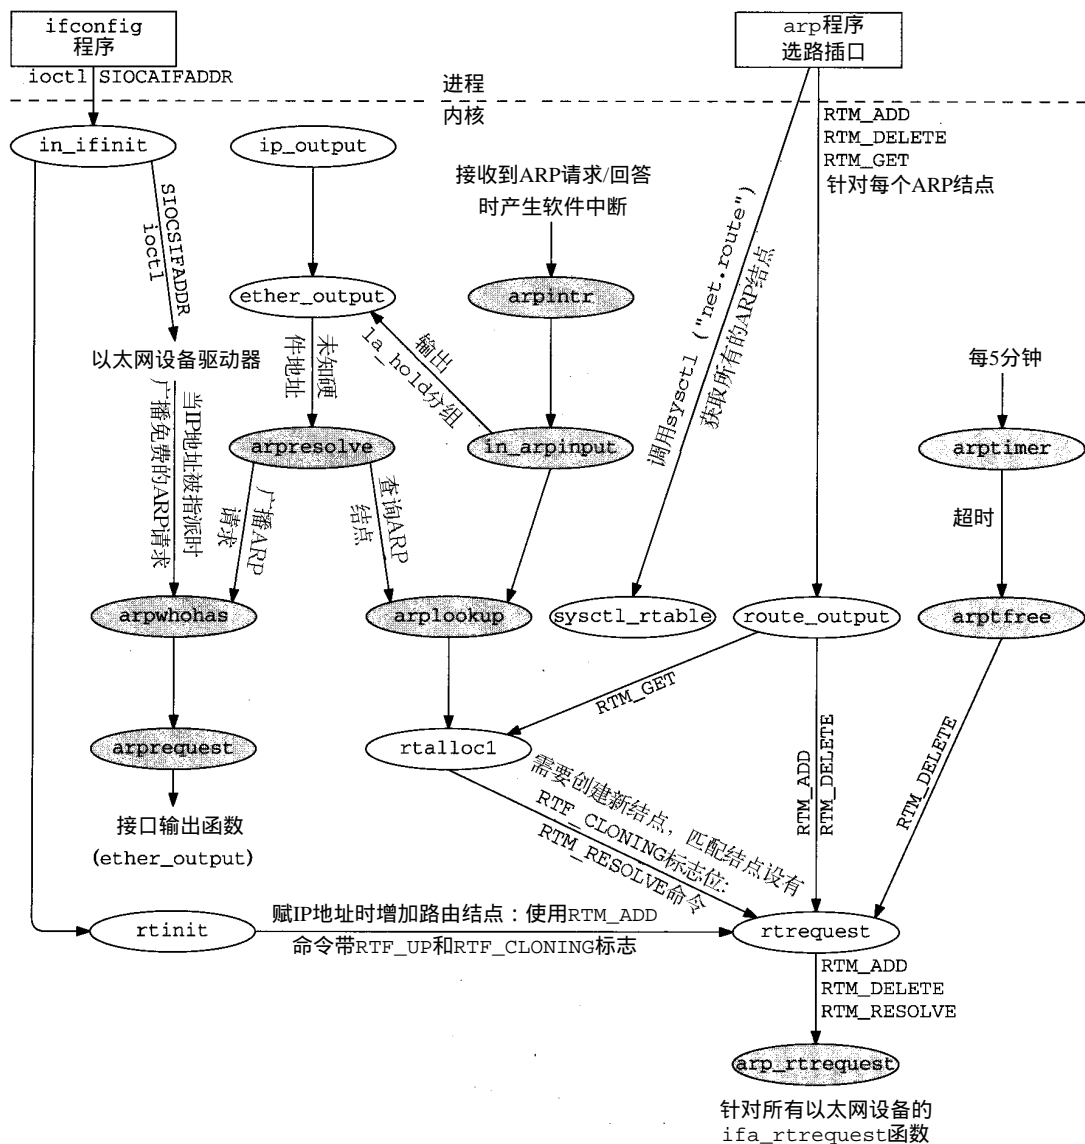 ifconfig
程序
arp程序
选路插口
ioctl SIOCAIFADDR
进程
内核
RTM_ADD
RTM_DELETE
RTM_GET
针对每个ARP结点
in_ifinit
ip_output
接收到ARP请求/回答
时产生软件中断
SIOCSIFADDR
ioctl
ether_output
arpintr
调用sysctl ("net.route")
获取所有的ARP结点
以太网设备驱动器
未知硬
件地址
输出
la_hold分组
每5分钟
当IP地址被指派时
广播免费的ARP请求
arpresolve
in_arpinput
arptimer
广播ARP
请求
查询ARP
结点
超时
arpwhohas
arplookup
sysctl_rtable
route_output
arptfree
RTM_GET
arprequest
rtalloc1
RTM_ADD
RTM_DELETE
RTM_DELETE
需要创建新结点，匹配结点设有
RTF_CLONING标志位:
RTM_RESOLVE命令
接口输出函数
(ether_output)
rtinit
赋IP地址时增加路由结点：使用RTM_ADD
命令带RTF_UP和RTF_CLONING标志
rtrequest
RTM_ADD
RTM_DELETE
RTM_RESOLVE
arp_rtrequest
针对所有以太网设备的
ifa_rtrequest函数